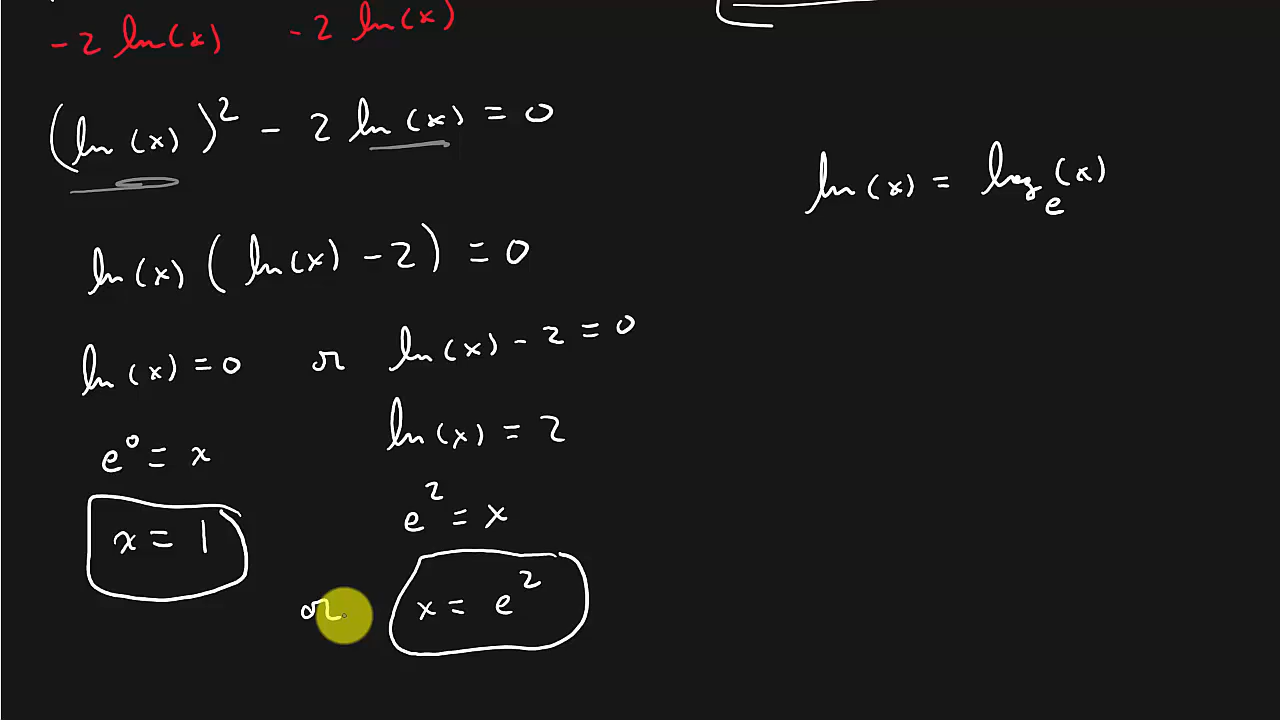 -2 ln(x) -2 ln(x)
(ln(x))² - 2 ln(x) = 0
ln(x) = logₑ(x)
ln(x) (ln(x) - 2) = 0
ln(x) = 0 or ln(x) - 2 = 0
ln(x) = 2
e⁰ = x
e² = x
x = 1
or x = e²